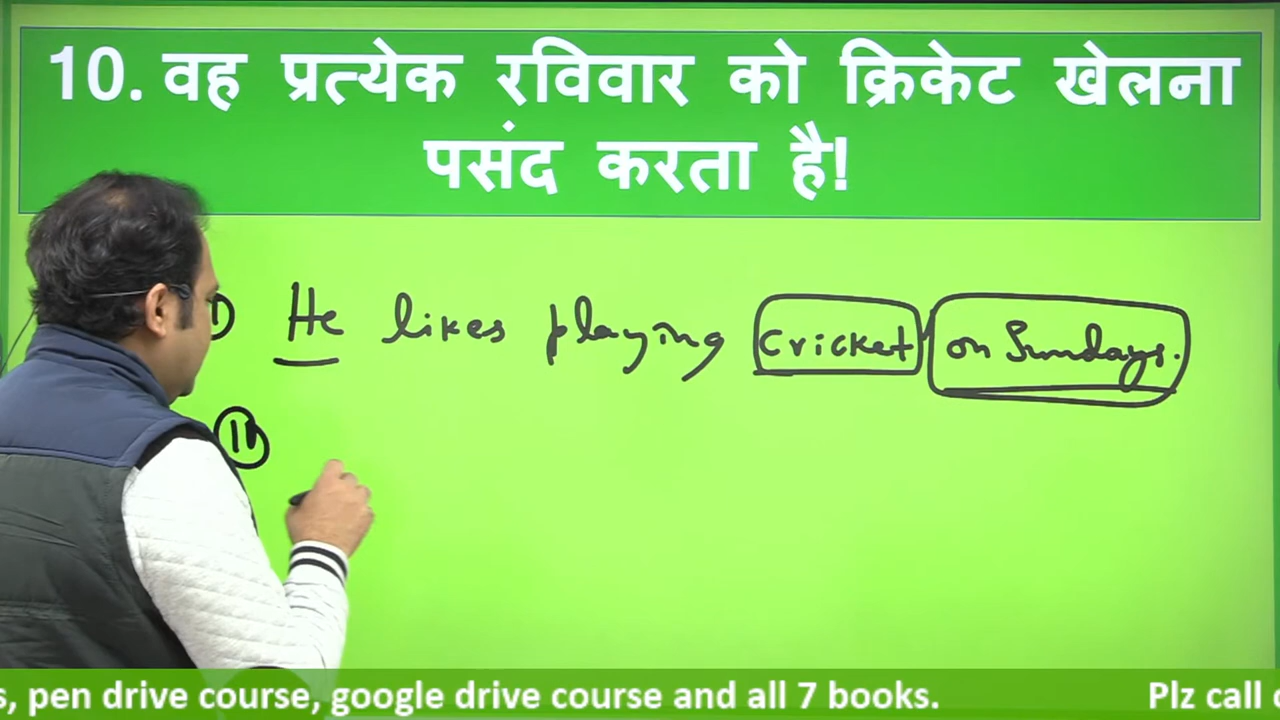 10. वह प्रत्येक रविवार को क्रिकेट खेलना
पसंद करता है!
He likes playing cricket on Sundays.
s, pen drive course, google drive course and all 7 books. Plz call